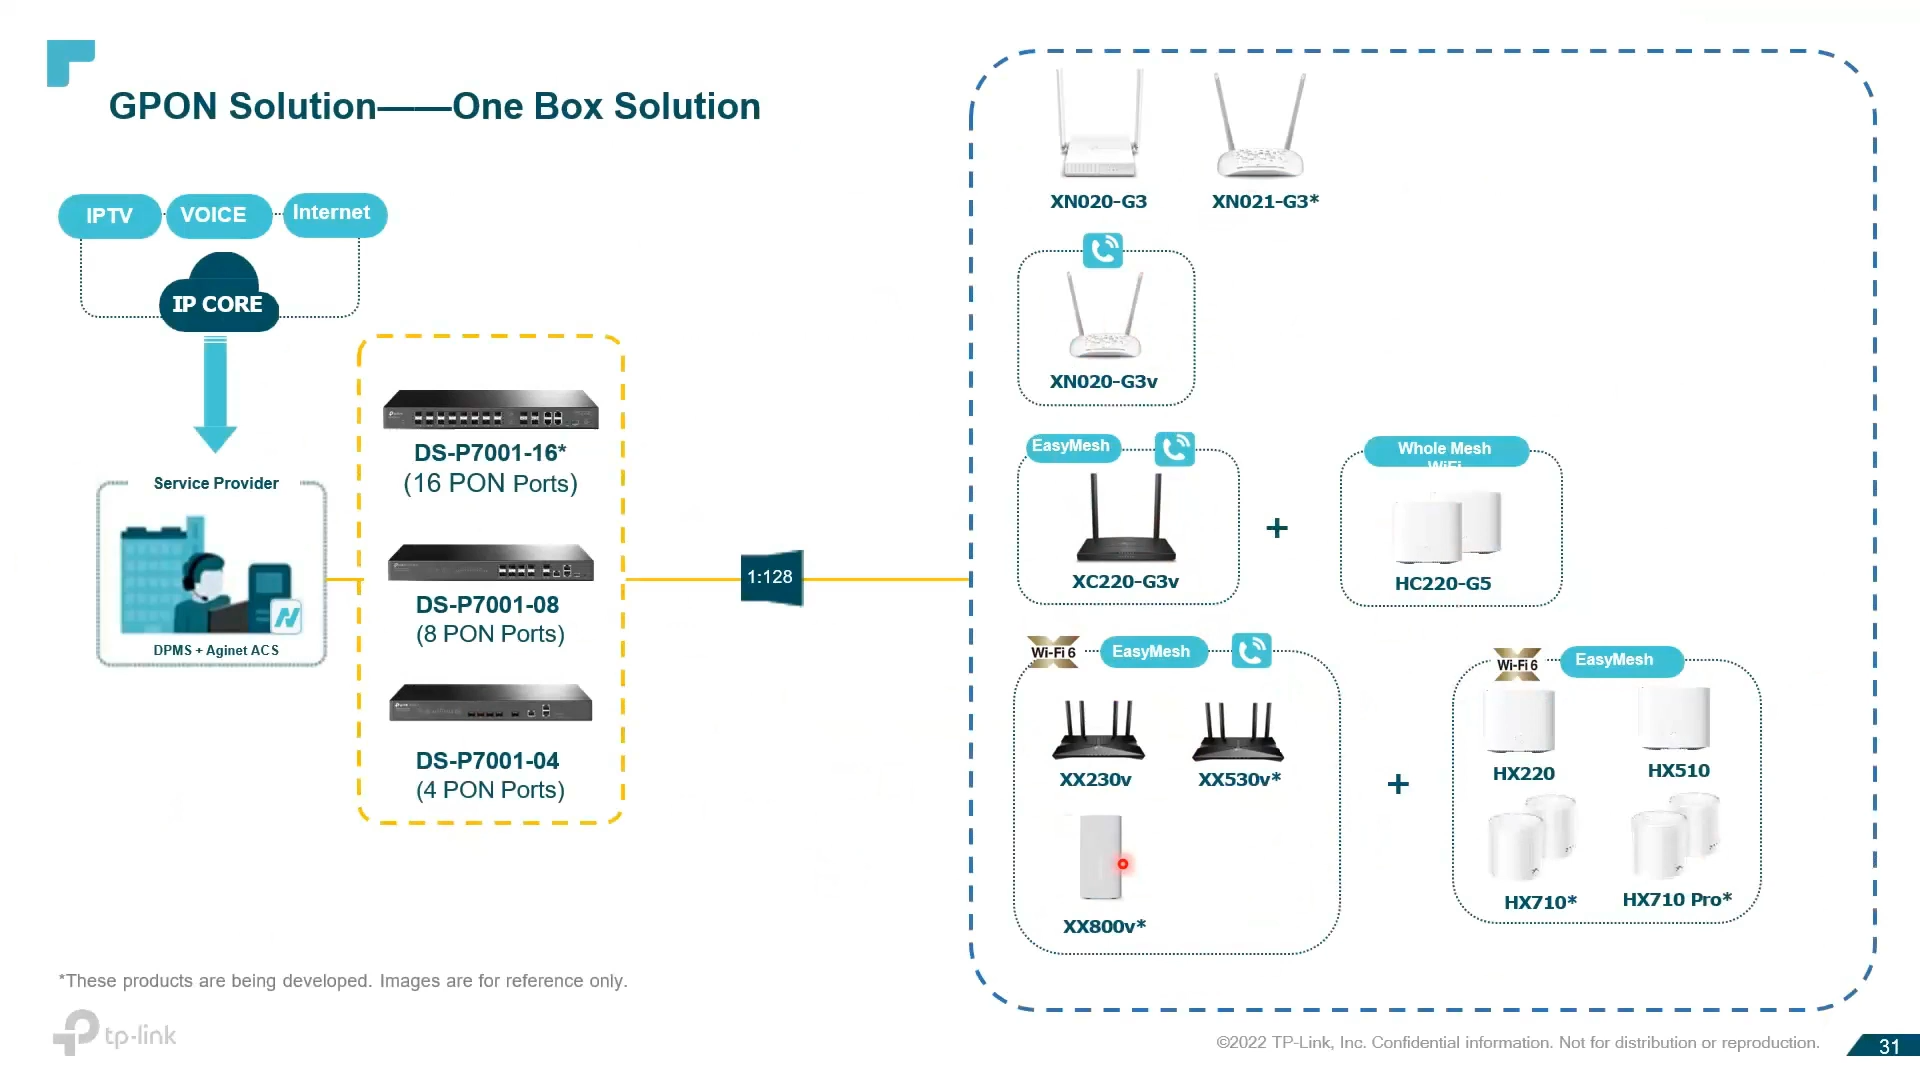 GPON Solution——One Box Solution
IPTV
VOICE
Internet
IP CORE
Service Provider
DPMS + Aginet ACS
DS-P7001-16*
(16 PON Ports)
DS-P7001-08
(8 PON Ports)
DS-P7001-04
(4 PON Ports)
1:128
XN020-G3
XN021-G3*
XN020-G3v
EasyMesh
XC220-G3v
+
Whole Mesh
WiFi
HC220-G5
Wi-Fi 6
EasyMesh
XX230v
XX530v*
XX800v*
+
Wi-Fi 6
EasyMesh
HX220
HX510
HX710*
HX710 Pro*
*These products are being developed. Images are for reference only.
tp-link
©2022 TP-Link, Inc. Confidential information. Not for distribution or reproduction.
31